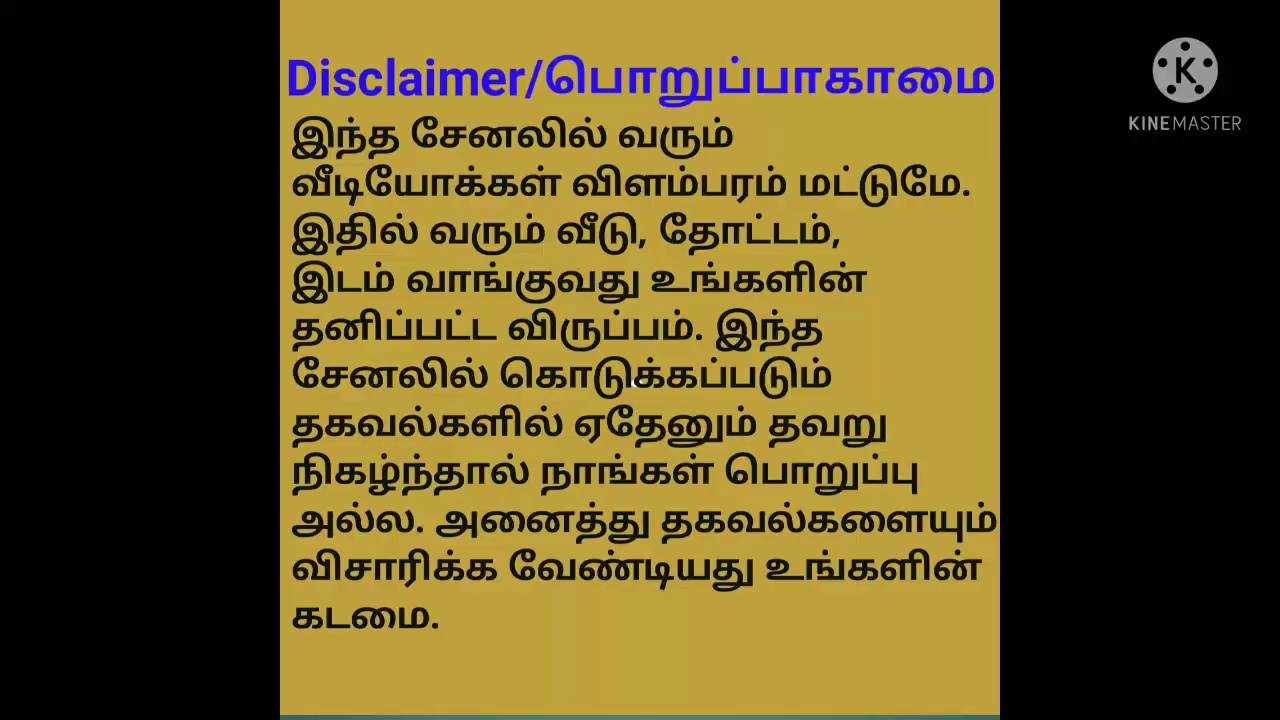 Disclaimer/பொறுப்பாகாமை
இந்த சேனலில் வரும்
வீடியோக்கள் விளம்பரம் மட்டுமே.
இதில் வரும் வீடு, தோட்டம்,
இடம் வாங்குவது உங்களின்
தனிப்பட்ட விருப்பம். இந்த
சேனலில் கொடுக்கப்படும்
தகவல்களில் ஏதேனும் தவறு
நிகழ்ந்தால் நாங்கள் பொறுப்பு
அல்ல. அனைத்து தகவல்களையும்
விசாரிக்க வேண்டியது உங்களின்
கடமை.
K
KINEMASTER